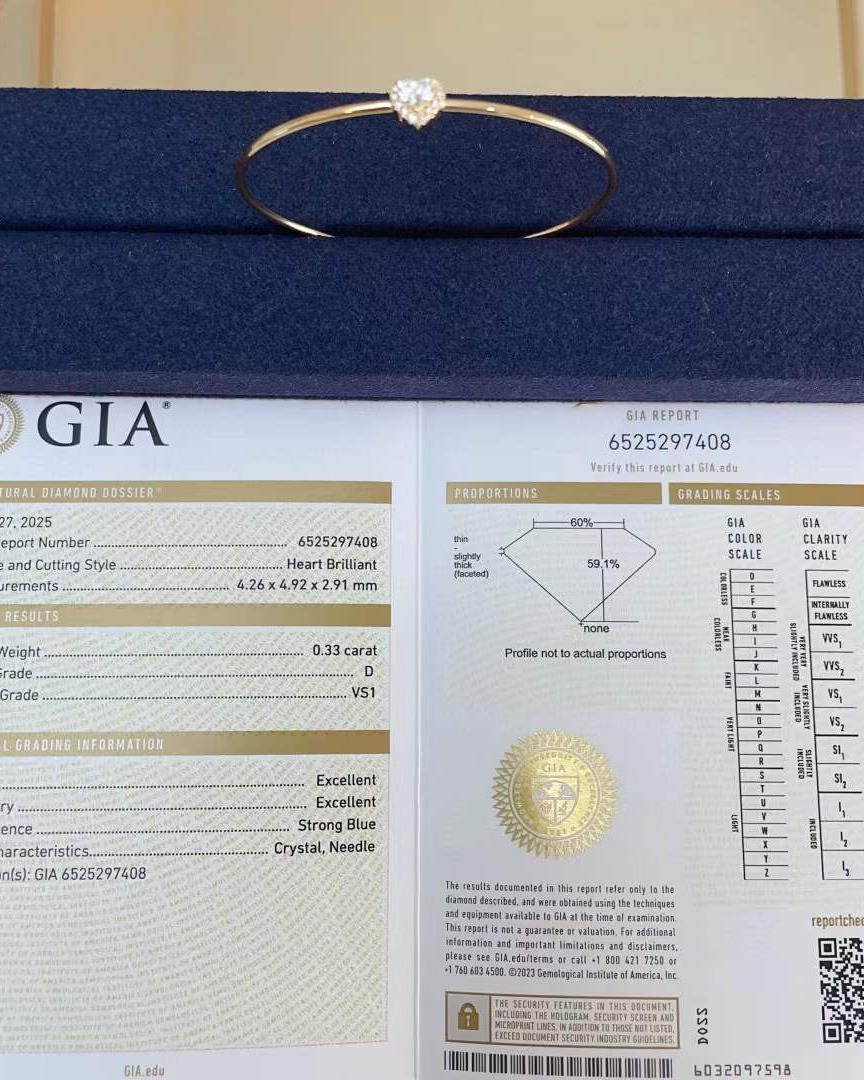 GIA®
TURAL DIAMOND DOSSIER®
27, 2025
eport Number 6525297408
e and Cutting Style Heart Brilliant
urements 4.26 x 4.92 x 2.91 mm
RESULTS
Weight 0.33 carat
Grade D
Grade VS1
L GRADING INFORMATION
Excellent
ry Excellent
ence Strong Blue
haracteristics Crystal, Needle
n(s): GIA 6525297408
GIA.edu
GIA REPORT
6525297408
Verify this report at GIA.edu
PROPORTIONS
60%
thin
-
slightly
thick
(faceted)
59.1%
none
Profile not to actual proportions
GIA
The results documented in this report refer only to the
diamond described, and were obtained using the techniques
and equipment available to GIA at the time of examination.
This report is not a guarantee or valuation. For additional
information and important limitations and disclaimers,
please see GIA.edu/terms or call +1 800 421 7250 or
+1 760 603 4500. ©2023 Gemological Institute of America, Inc.
THE SECURITY FEATURES IN THIS DOCUMENT,
INCLUDING THE HOLOGRAM, SECURITY SCREEN AND
MICROPRINT LINES, IN ADDITION TO THOSE NOT LISTED,
EXCEED DOCUMENT SECURITY INDUSTRY GUIDELINES.
DOSS
6032097598
GRADING SCALES
GIA
COLOR
SCALE
COLORLESS
D
E
F
NEAR COLORLESS
G
H
I
J
FAINT
K
L
M
VERY LIGHT
N
O
P
Q
R
LIGHT
S
T
U
V
W
X
Y
Z
GIA
CLARITY
SCALE
FLAWLESS
INTERNALLY
FLAWLESS
VERY VERY SLIGHTLY INCLUDED
VVS1
VVS2
VERY SLIGHTLY INCLUDED
VS1
VS2
SLIGHTLY INCLUDED
SI1
SI2
INCLUDED
I1
I2
I3
reportchec